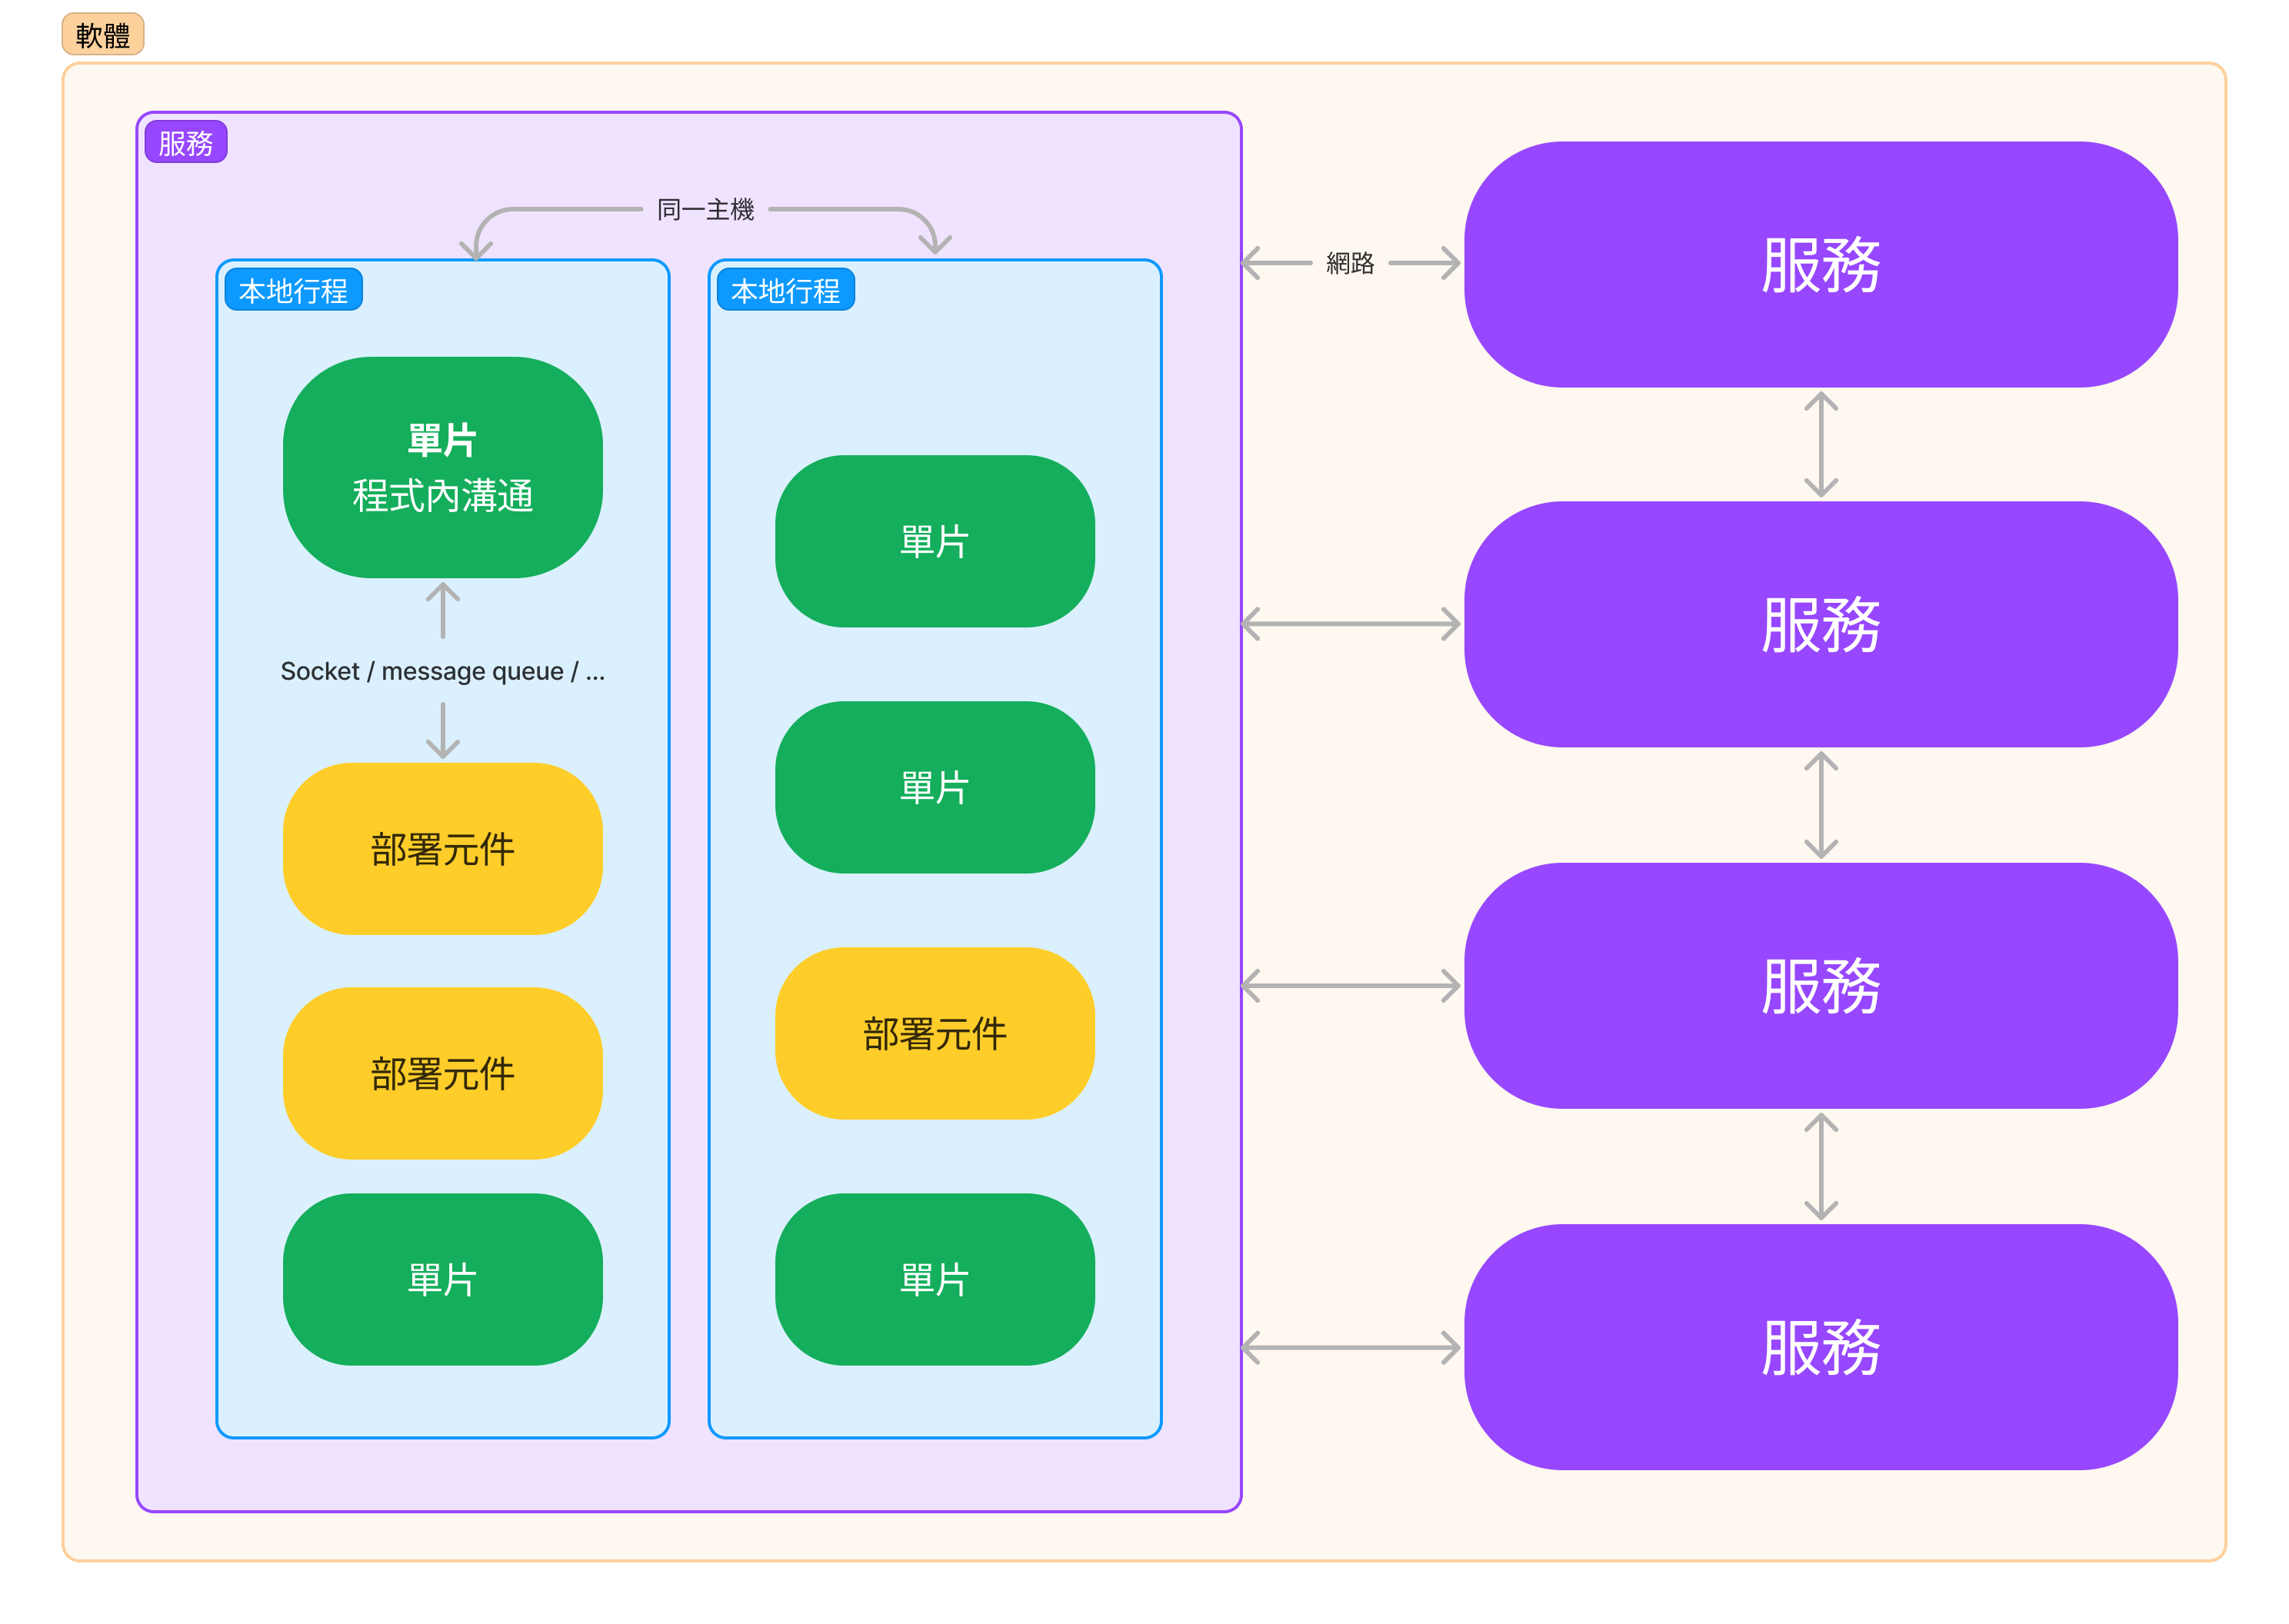 軟體
服務
同一主機
本地行程
單片
程式內溝通
Socket / message queue / ...
部署元件
部署元件
單片
本地行程
單片
單片
部署元件
單片
網路
服務
服務
服務
服務